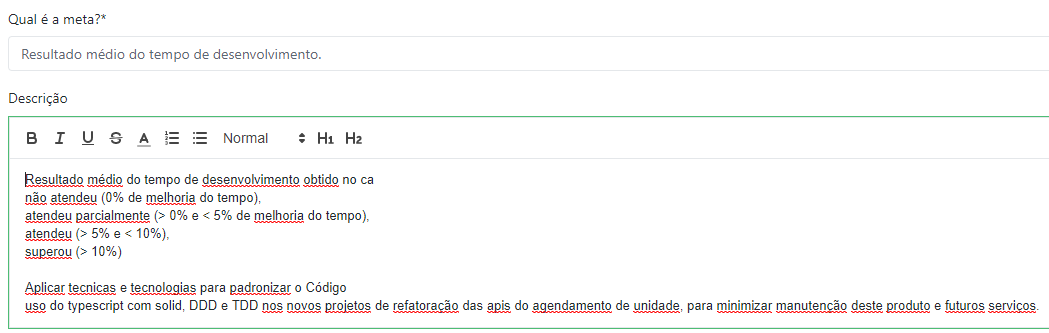 Qual é a meta?*
Resultado médio do tempo de desenvolvimento.
Descrição
B I U S A Normal H1 H2
Resultado médio do tempo de desenvolvimento obtido no ca
não atendeu (0% de melhoria do tempo),
atendeu parcialmente (> 0% e < 5% de melhoria do tempo),
atendeu (> 5% e < 10%),
superou (> 10%)
Aplicar tecnicas e tecnologias para padronizar o Código
uso do typescript com solid, DDD e TDD nos novos projetos de refatoração das apis do agendamento de unidade, para minimizar manutenção deste produto e futuros serviços.